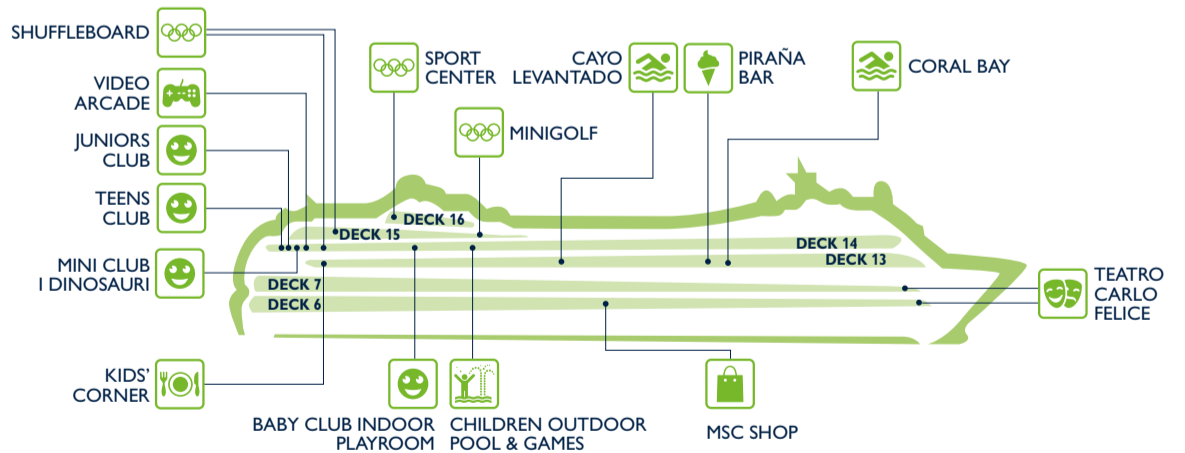 SHUFFLEBOARD
VIDEO
ARCADE
JUNIORS
CLUB
TEENS
CLUB
MINI CLUB
I DINOSAURI
KIDS’
CORNER
SPORT
CENTER
MINIGOLF
CAYO
LEVANTADO
PIRAÑA
BAR
CORAL BAY
DECK 16
DECK 15
DECK 14
DECK 13
DECK 7
DECK 6
TEATRO
CARLO
FELICE
BABY CLUB INDOOR
PLAYROOM
CHILDREN OUTDOOR
POOL & GAMES
MSC SHOP